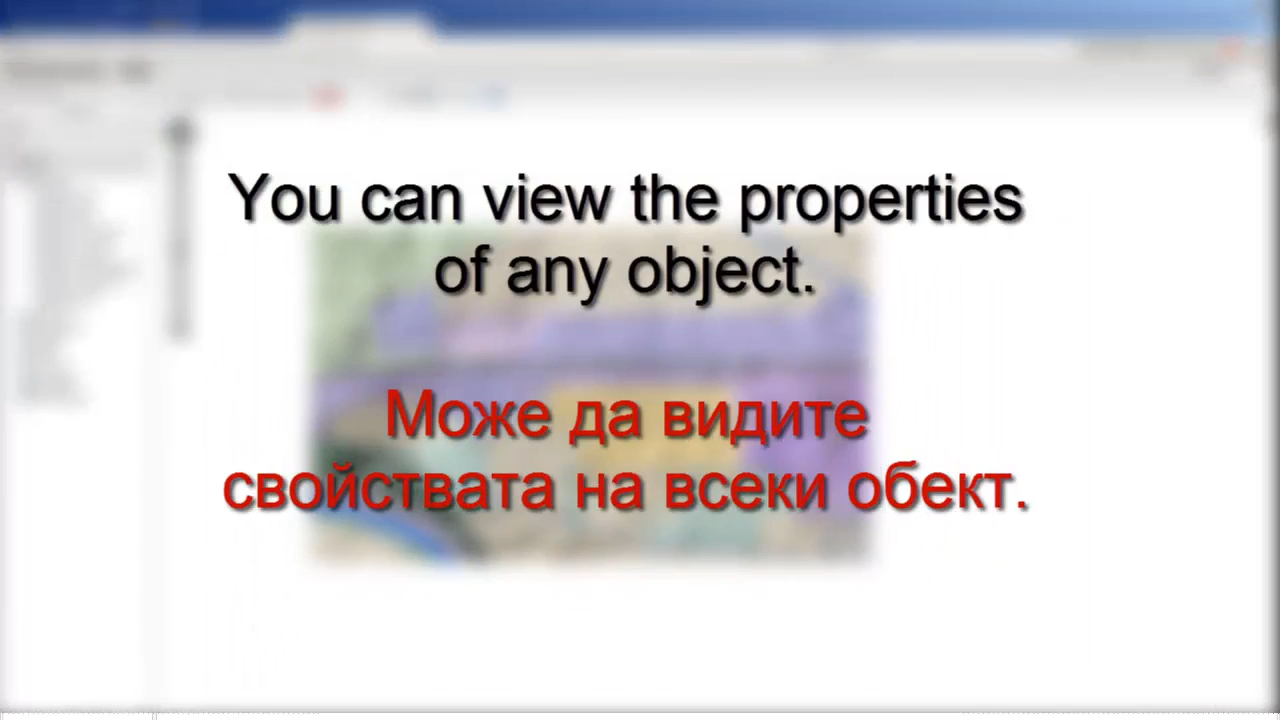 You can view the properties
of any object.
Може да видите
свойствата на всеки обект.